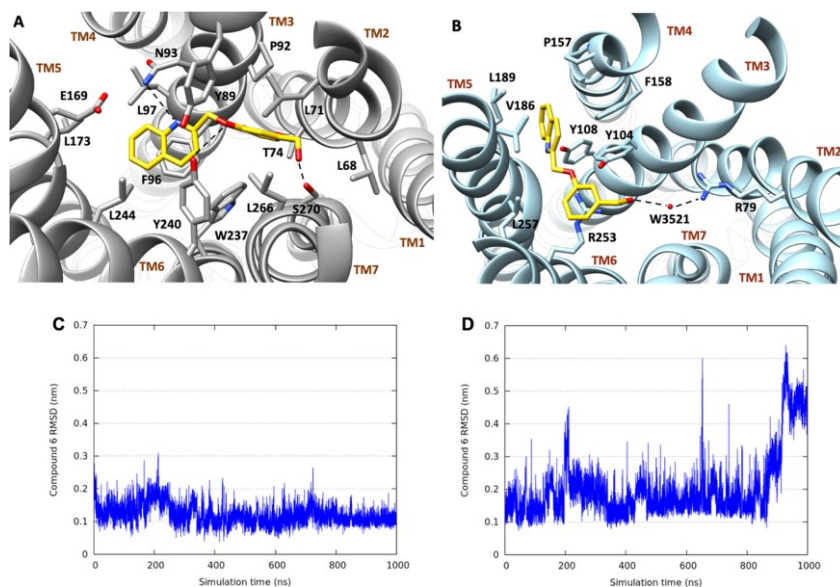 A
TM4
TM3
N93
P92
TM2
TM5
Y89
E169
L97
L71
L173
T74
F96
L68
L244
L266
S270
Y240
W237
TM1
TM6
TM7
B
TM4
P157
TM3
TM5
L189
F158
V186
Y108
Y104
TM2
L257
R79
W3521
R253
TM7
TM6
TM1
C
0.7
0.6
0.5
0.4
0.3
0.2
0.1
0
Compound 6 RMSD (nm)
0 200 400 600 800 1000
Simulation time (ns)
D
0.7
0.6
0.5
0.4
0.3
0.2
0.1
0
Compound 6 RMSD (nm)
0 200 400 600 800 1000
Simulation time (ns)